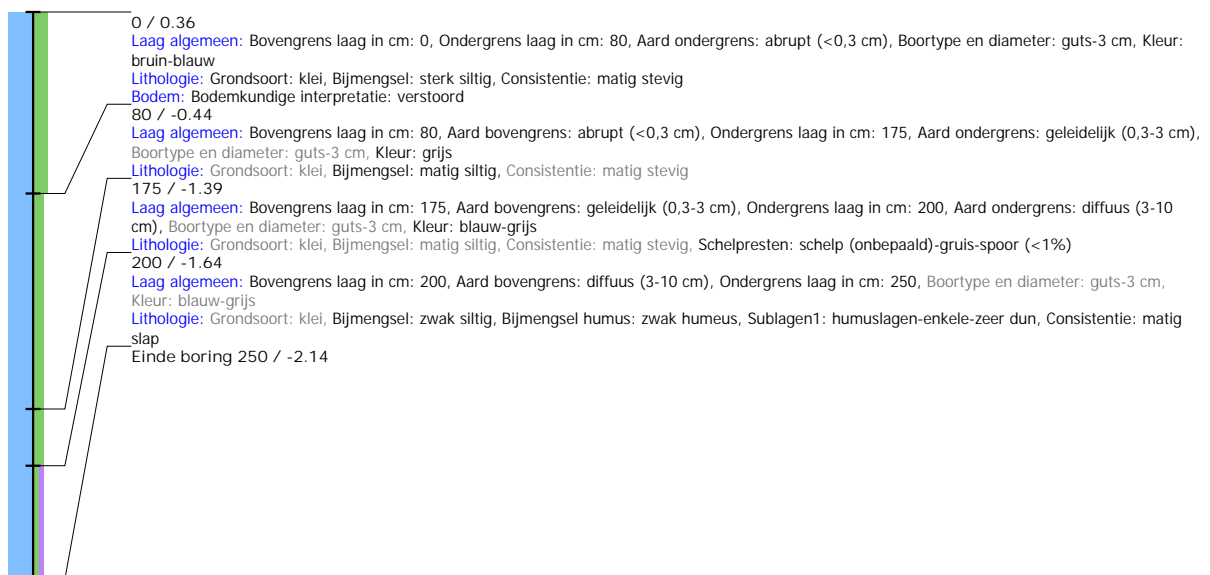 0 / 0.36
Laag algemeen: Bovengrens laag in cm: 0, Ondergrens laag in cm: 80, Aard ondergrens: abrupt (<0,3 cm), Boortype en diameter: guts-3 cm, Kleur:
bruin-blauw
Lithologie: Grondsoort: klei, Bijmengsel: sterk siltig, Consistentie: matig stevig
Bodem: Bodemkundige interpretatie: verstoord
80 / -0.44
Laag algemeen: Bovengrens laag in cm: 80, Aard bovengrens: abrupt (<0,3 cm), Ondergrens laag in cm: 175, Aard ondergrens: geleidelijk (0,3-3 cm),
Boortype en diameter: guts-3 cm, Kleur: grijs
Lithologie: Grondsoort: klei, Bijmengsel: matig siltig, Consistentie: matig stevig
175 / -1.39
Laag algemeen: Bovengrens laag in cm: 175, Aard bovengrens: geleidelijk (0,3-3 cm), Ondergrens laag in cm: 200, Aard ondergrens: diffuus (3-10
cm), Boortype en diameter: guts-3 cm, Kleur: blauw-grijs
Lithologie: Grondsoort: klei, Bijmengsel: matig siltig, Consistentie: matig stevig, Schelpresten: schelp (onbepaald)-gruis-spoor (<1%)
200 / -1.64
Laag algemeen: Bovengrens laag in cm: 200, Aard bovengrens: diffuus (3-10 cm), Ondergrens laag in cm: 250, Boortype en diameter: guts-3 cm,
Kleur: blauw-grijs
Lithologie: Grondsoort: klei, Bijmengsel: zwak siltig, Bijmengsel humus: zwak humeus, Sublagen1: humuslagen-enkele-zeer dun, Consistentie: matig
slap
Einde boring 250 / -2.14